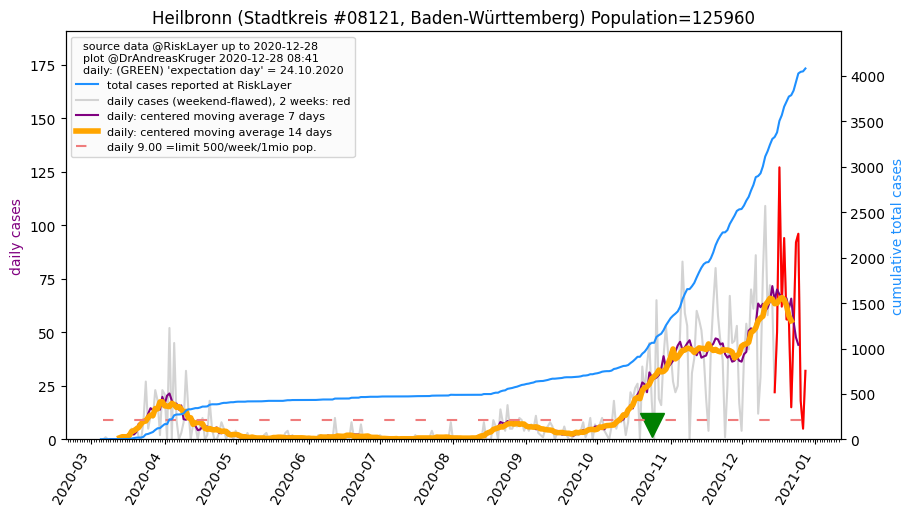 Heilbronn (Stadtkreis #08121, Baden-Württemberg) Population=125960
source data @RiskLayer up to 2020-12-28
plot @DrAndreasKruger 2020-12-28 08:41
daily: (GREEN) 'expectation day' = 24.10.2020
total cases reported at RiskLayer
daily cases (weekend-flawed), 2 weeks: red
daily: centered moving average 7 days
daily: centered moving average 14 days
daily 9.00 =limit 500/week/1mio pop.
daily cases
175
150
125
100
75
50
25
0
cumulative total cases
4000
3500
3000
2500
2000
1500
1000
500
0
2020-03
2020-04
2020-05
2020-06
2020-07
2020-08
2020-09
2020-10
2020-11
2020-12
2021-01